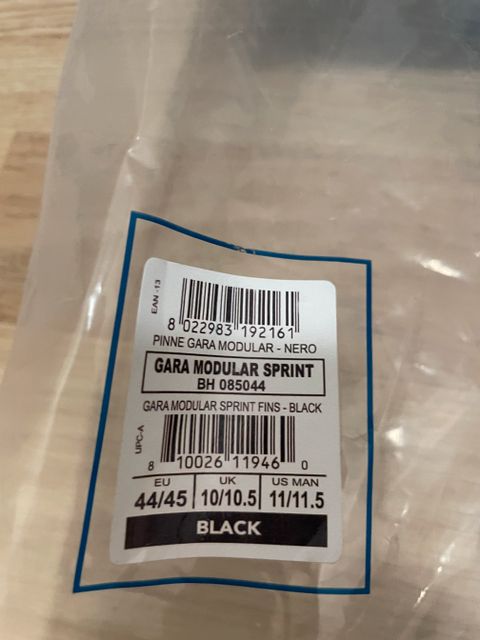 EAN -13
8 022983 192161
PINNE GARA MODULAR - NERO
GARA MODULAR SPRINT
BH 085044
GARA MODULAR SPRINT FINS - BLACK
UPC-A
8 10026 11946 0
EU UK US MAN
44/45 10/10.5 11/11.5
BLACK